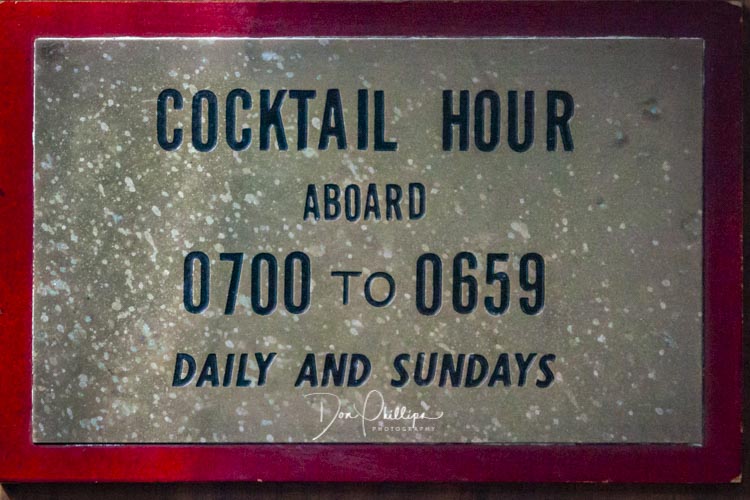 COCKTAIL HOUR
ABOARD
0700 TO 0659
DAILY AND SUNDAYS
Don Phillips
PHOTOGRAPHY